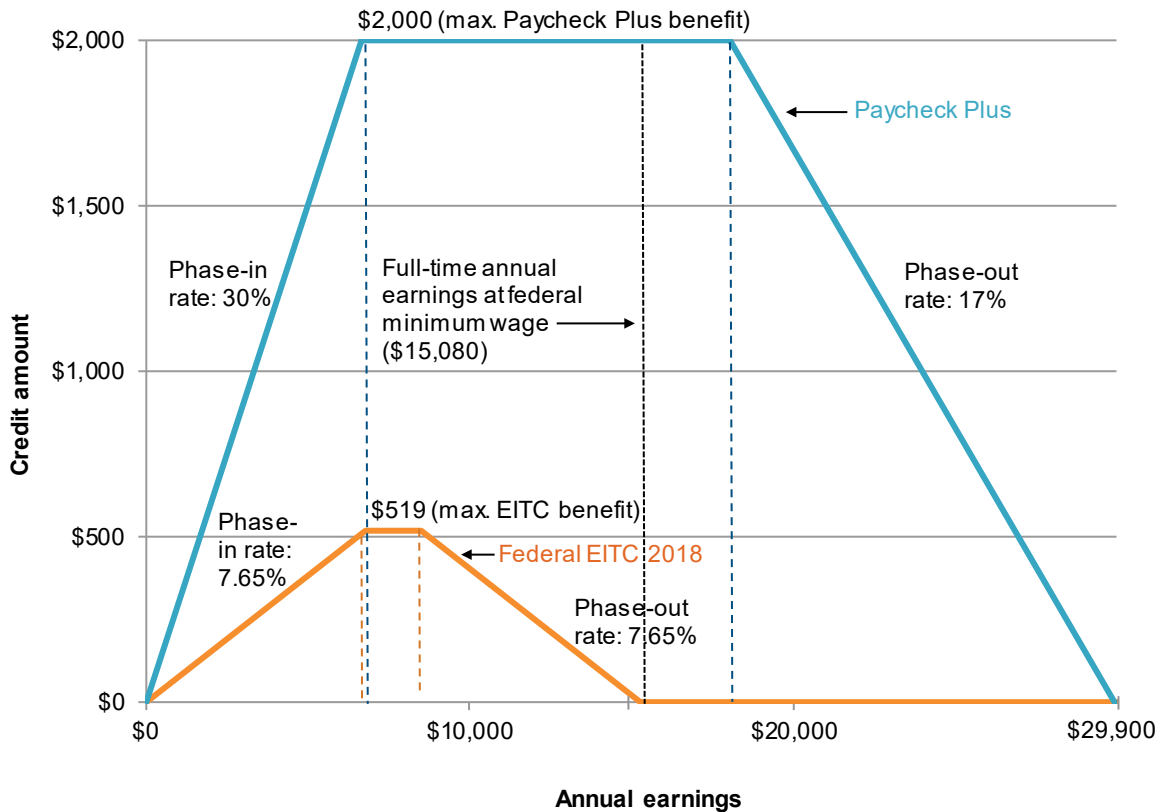 $2,000 (max. Paycheck Plus benefit)
$2,000
Paycheck Plus
$1,500
Phase-in
rate: 30%
Full-time annual
earnings at federal
minimum wage
($15,080)
Phase-out
rate: 17%
$1,000
Credit amount
$519 (max. EITC benefit)
Phase-
in rate:
7.65%
$500
Federal EITC 2018
Phase-out
rate: 7.65%
$0
$0
$10,000
$20,000
$29,900
Annual earnings